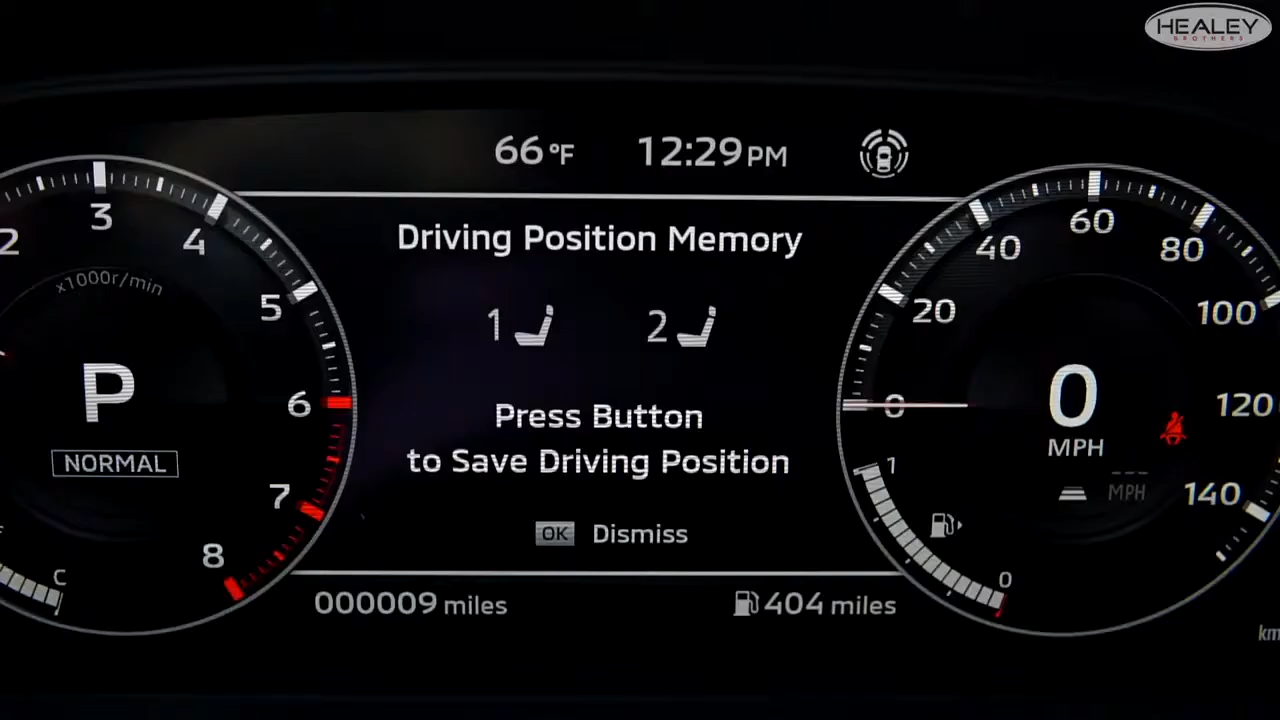 HEALEY
BROTHERS
66°F 12:29PM
Driving Position Memory
1 2
Press Button
to Save Driving Position
OK Dismiss
000009 miles 404 miles
2
3
4
5
6
7
8
x1000r/min
P
NORMAL
C
0
20
40
60
80
100
120
140
0
MPH
--- MPH
1
0
km